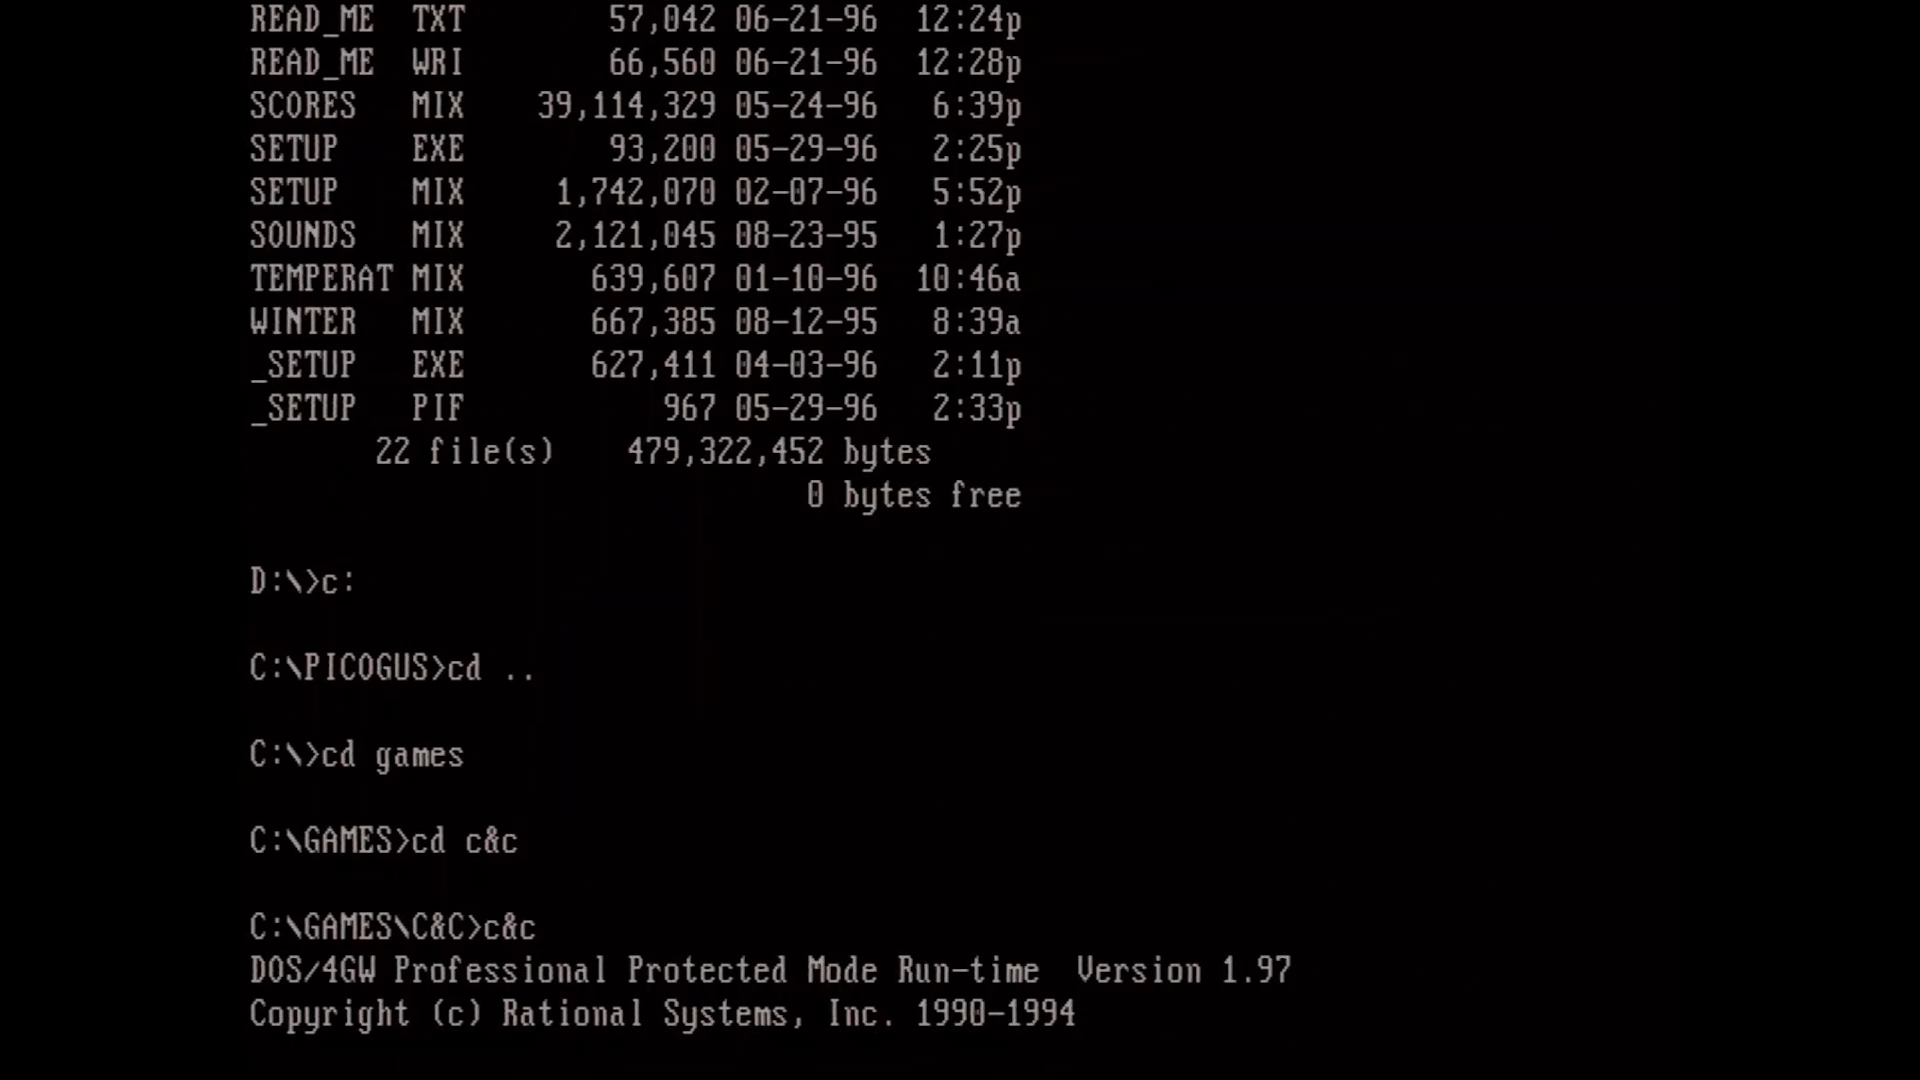 READ_ME  TXT        57,042 06-21-96  12:24p
READ_ME  WRI        66,560 06-21-96  12:28p
SCORES   MIX    39,114,329 05-24-96   6:39p
SETUP    EXE        93,200 05-29-96   2:25p
SETUP    MIX     1,742,070 02-07-96   5:52p
SOUNDS   MIX     2,121,045 08-23-95   1:27p
TEMPERAT MIX       639,607 01-10-96  10:46a
WINTER   MIX       667,385 08-12-95   8:39a
_SETUP   EXE       627,411 04-03-96   2:11p
_SETUP   PIF           967 05-29-96   2:33p
       22 file(s)    479,322,452 bytes
                               0 bytes free
D:\>c:
C:\PICOGUS>cd ..
C:\>cd games
C:\GAMES>cd c&c
C:\GAMES\C&C>c&c
DOS/4GW Professional Protected Mode Run-time  Version 1.97
Copyright (c) Rational Systems, Inc. 1990-1994